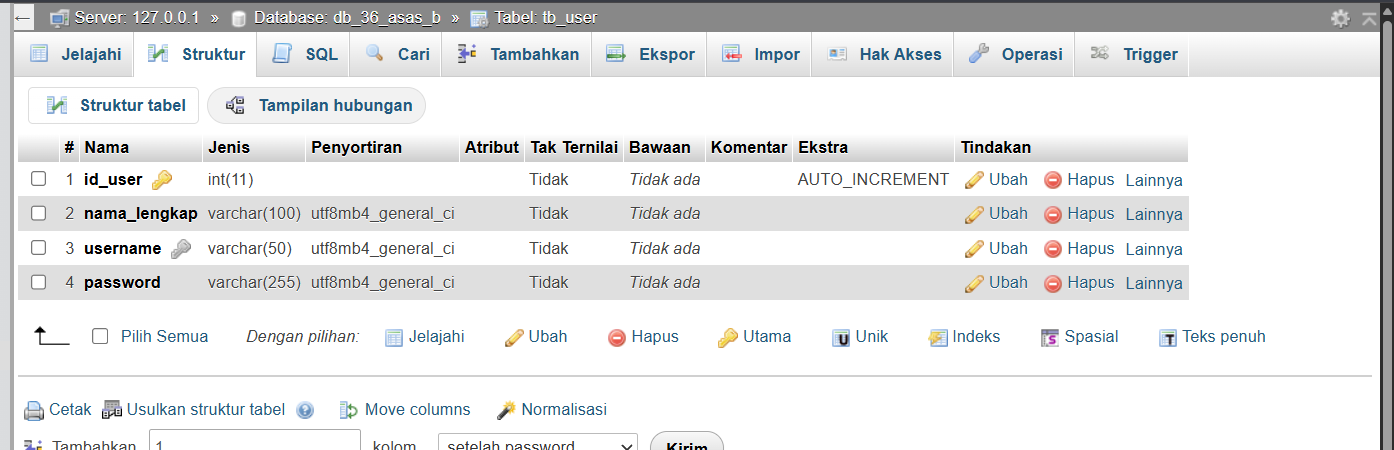 Server: 127.0.0.1 » Database: db_36_asas_b » Tabel: tb_user
Jelajahi Struktur SQL Cari Tambahkan Ekspor Impor Hak Akses Operasi Trigger
Struktur tabel Tampilan hubungan
# Nama Jenis Penyortiran Atribut Tak Ternilai Bawaan Komentar Ekstra Tindakan
1 id_user int(11) Tidak Tidak ada AUTO_INCREMENT Ubah Hapus Lainnya
2 nama_lengkap varchar(100) utf8mb4_general_ci Tidak Tidak ada Ubah Hapus Lainnya
3 username varchar(50) utf8mb4_general_ci Tidak Tidak ada Ubah Hapus Lainnya
4 password varchar(255) utf8mb4_general_ci Tidak Tidak ada Ubah Hapus Lainnya
Pilih Semua Dengan pilihan: Jelajahi Ubah Hapus Utama U Unik Indeks S Spasial T Teks penuh
Cetak Usulkan struktur tabel ? Move columns Normalisasi
Tambahkan 1 kolom setelah password Kirim